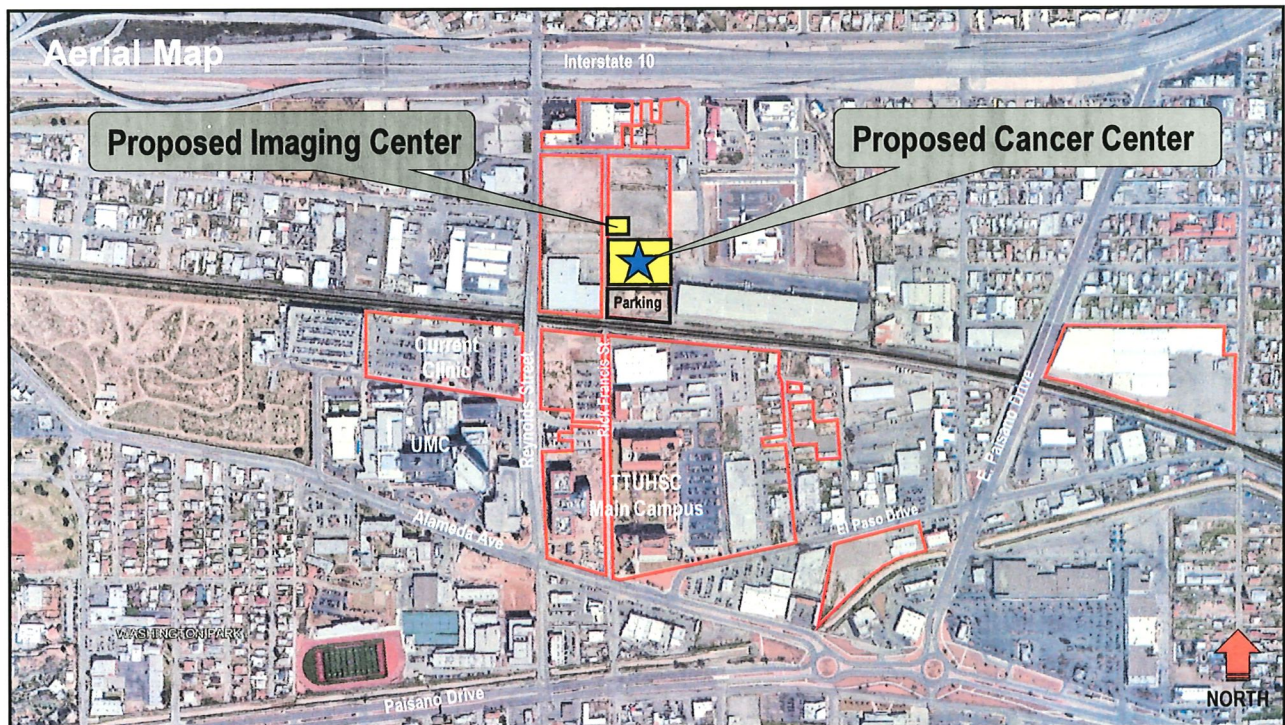 Aerial Map
Interstate 10
Proposed Imaging Center
Proposed Cancer Center
Parking
Current
Clinic
Reynolds Street
Rick Francis St.
E. Paisano Drive
UMC
TTUHSC
Main Campus
El Paso Drive
Alameda Ave
WASHINGTON PARK
Paisano Drive
NORTH